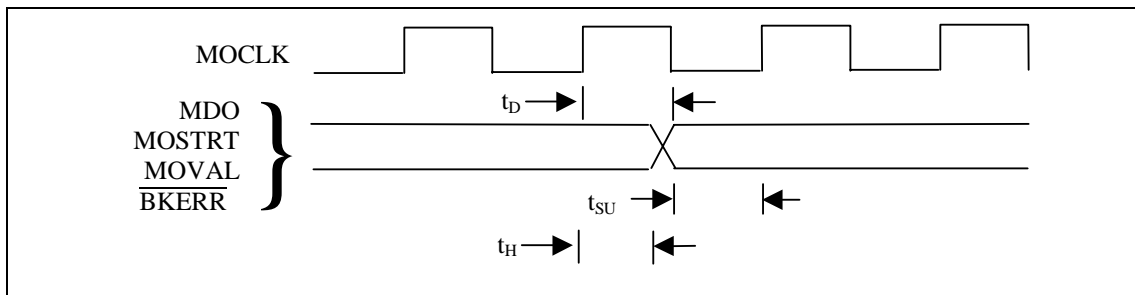 MOCLK
tD
MDO
MOSTRT
MOVAL
BKERR
tSU
tH